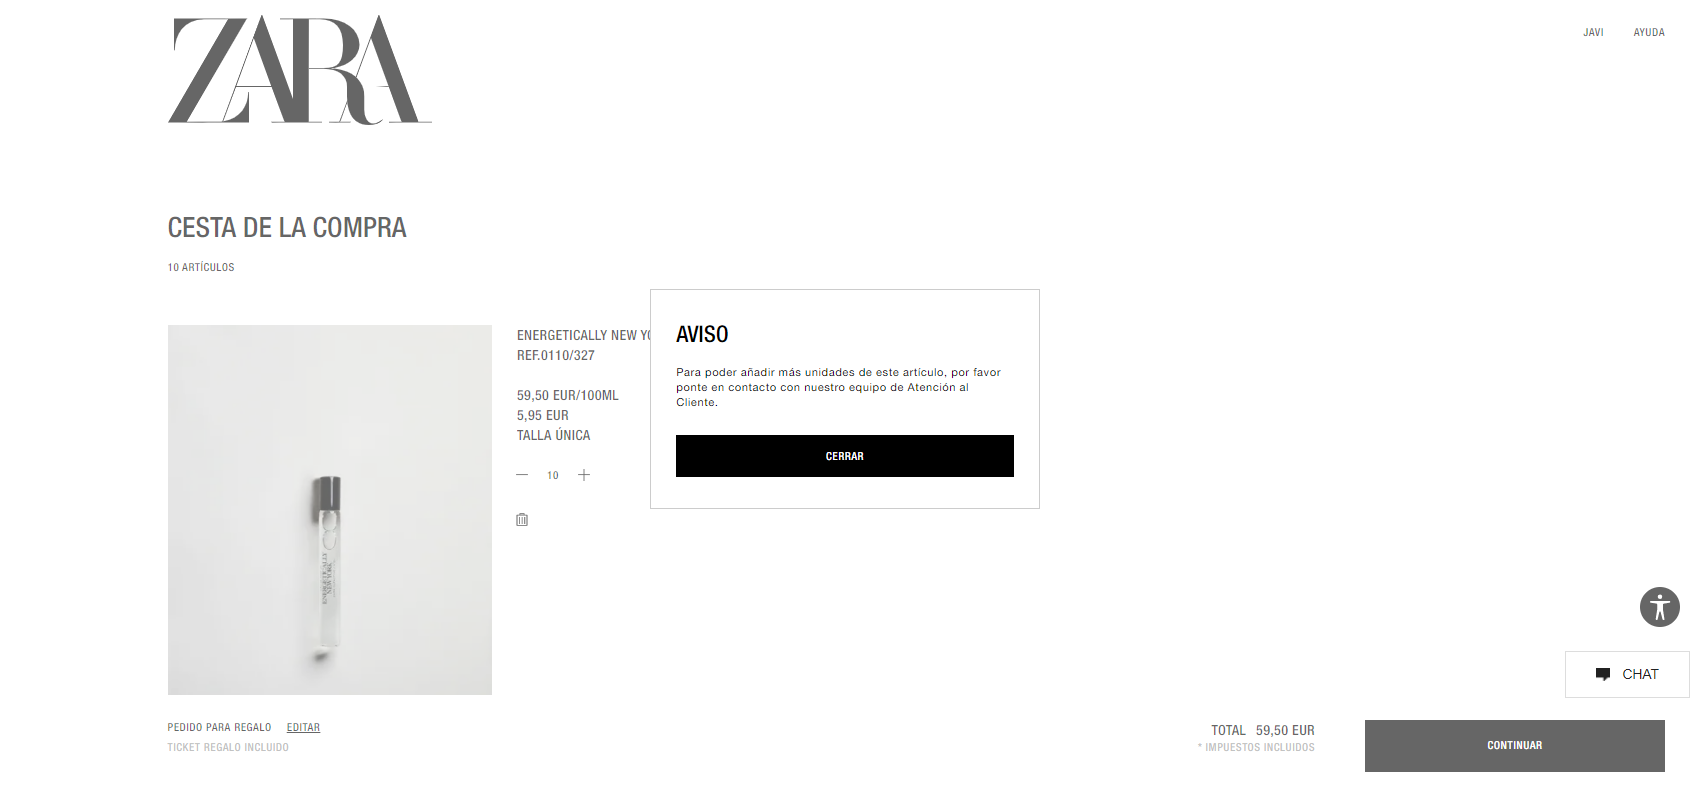 ZARA
JAVI
AYUDA
CESTA DE LA COMPRA
10 ARTÍCULOS
ENERGETICALLY NEW
REF.0110/327
59,50 EUR/100ML
5,95 EUR
TALLA ÚNICA
10
AVISO
Para poder añadir más unidades de este artículo, por favor
ponte en contacto con nuestro equipo de Atención al
Cliente.
CERRAR
ENERGETICALLY
NEW YORK
CHAT
PEDIDO PARA REGALO EDITAR
TICKET REGALO INCLUIDO
TOTAL 59,50 EUR
* IMPUESTOS INCLUIDOS
CONTINUAR